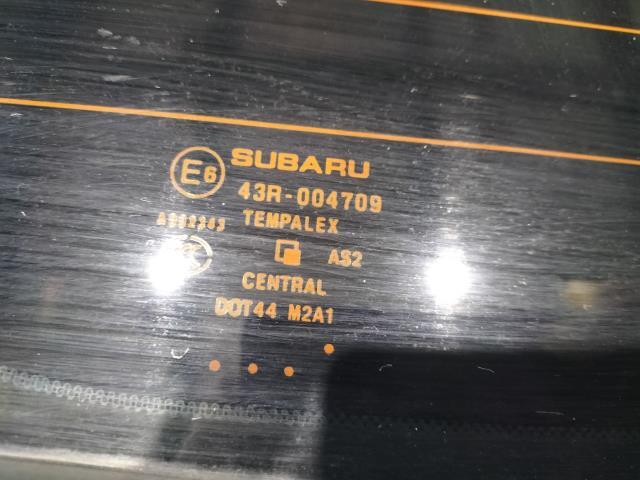 SUBARU
E6
43R-004709
TEMPALEX
AS2
CENTRAL
DOT44 M2A1